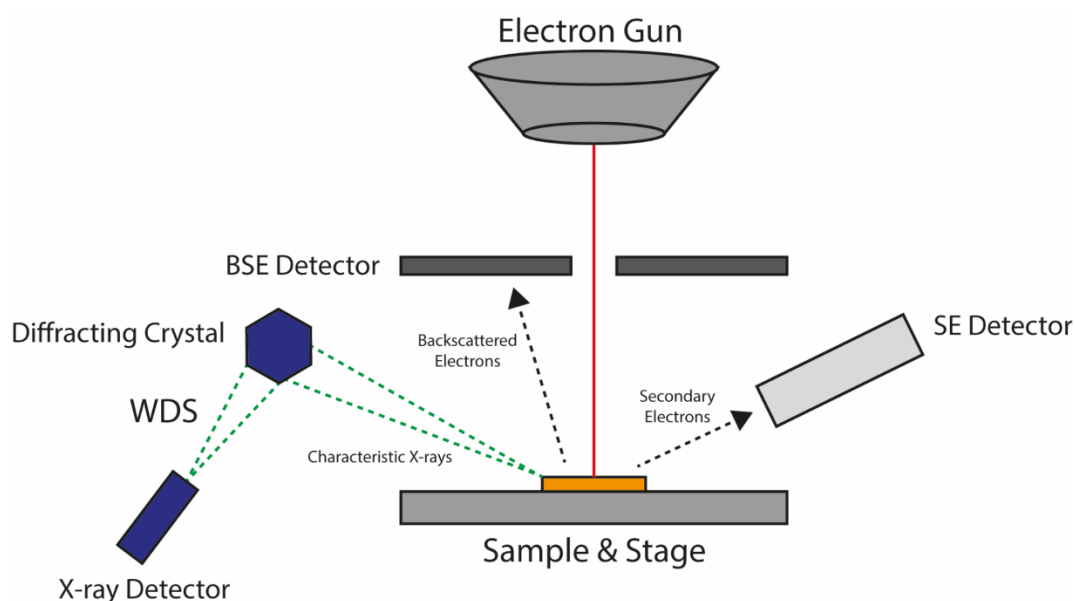 Electron Gun
BSE Detector
Diffracting Crystal
SE Detector
Backscattered
Electrons
Secondary
Electrons
WDS
Characteristic X-rays
Sample & Stage
X-ray Detector